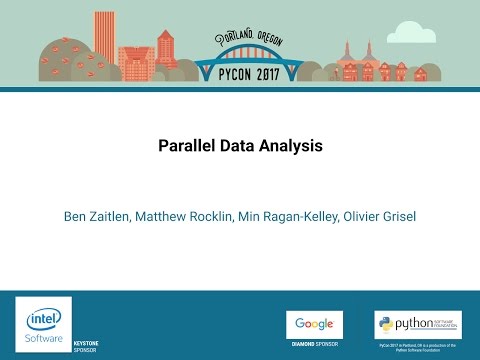 PORTLAND, OREGON
PYCON 2017
Parallel Data Analysis
Ben Zaitlen, Matthew Rocklin, Min Ragan-Kelley, Olivier Grisel
intel
Software
KEYSTONE
SPONSOR
Google
DIAMOND SPONSOR
python
SOFTWARE
FOUNDATION
PyCon 2017 in Portland, OR is a production of the
Python Software Foundation